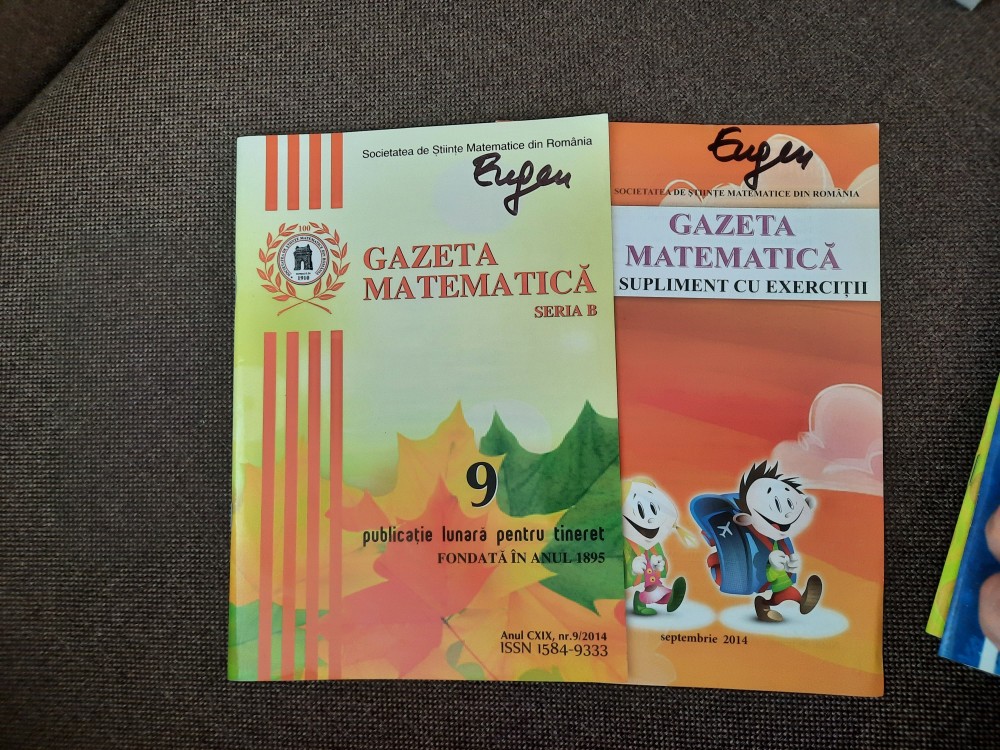 Societatea de Științe Matematice din România
Eugen
100
1910
GAZETA
MATEMATICĂ
SERIA B
9
publicație lunară pentru tineret
FONDATĂ ÎN ANUL 1895
Anul CXIX, nr.9/2014
ISSN 1584-9333
Eugen
SOCIETATEA DE ȘTIINȚE MATEMATICE DIN ROMÂNIA
GAZETA
MATEMATICĂ
SUPLIMENT CU EXERCIȚII
septembrie 2014